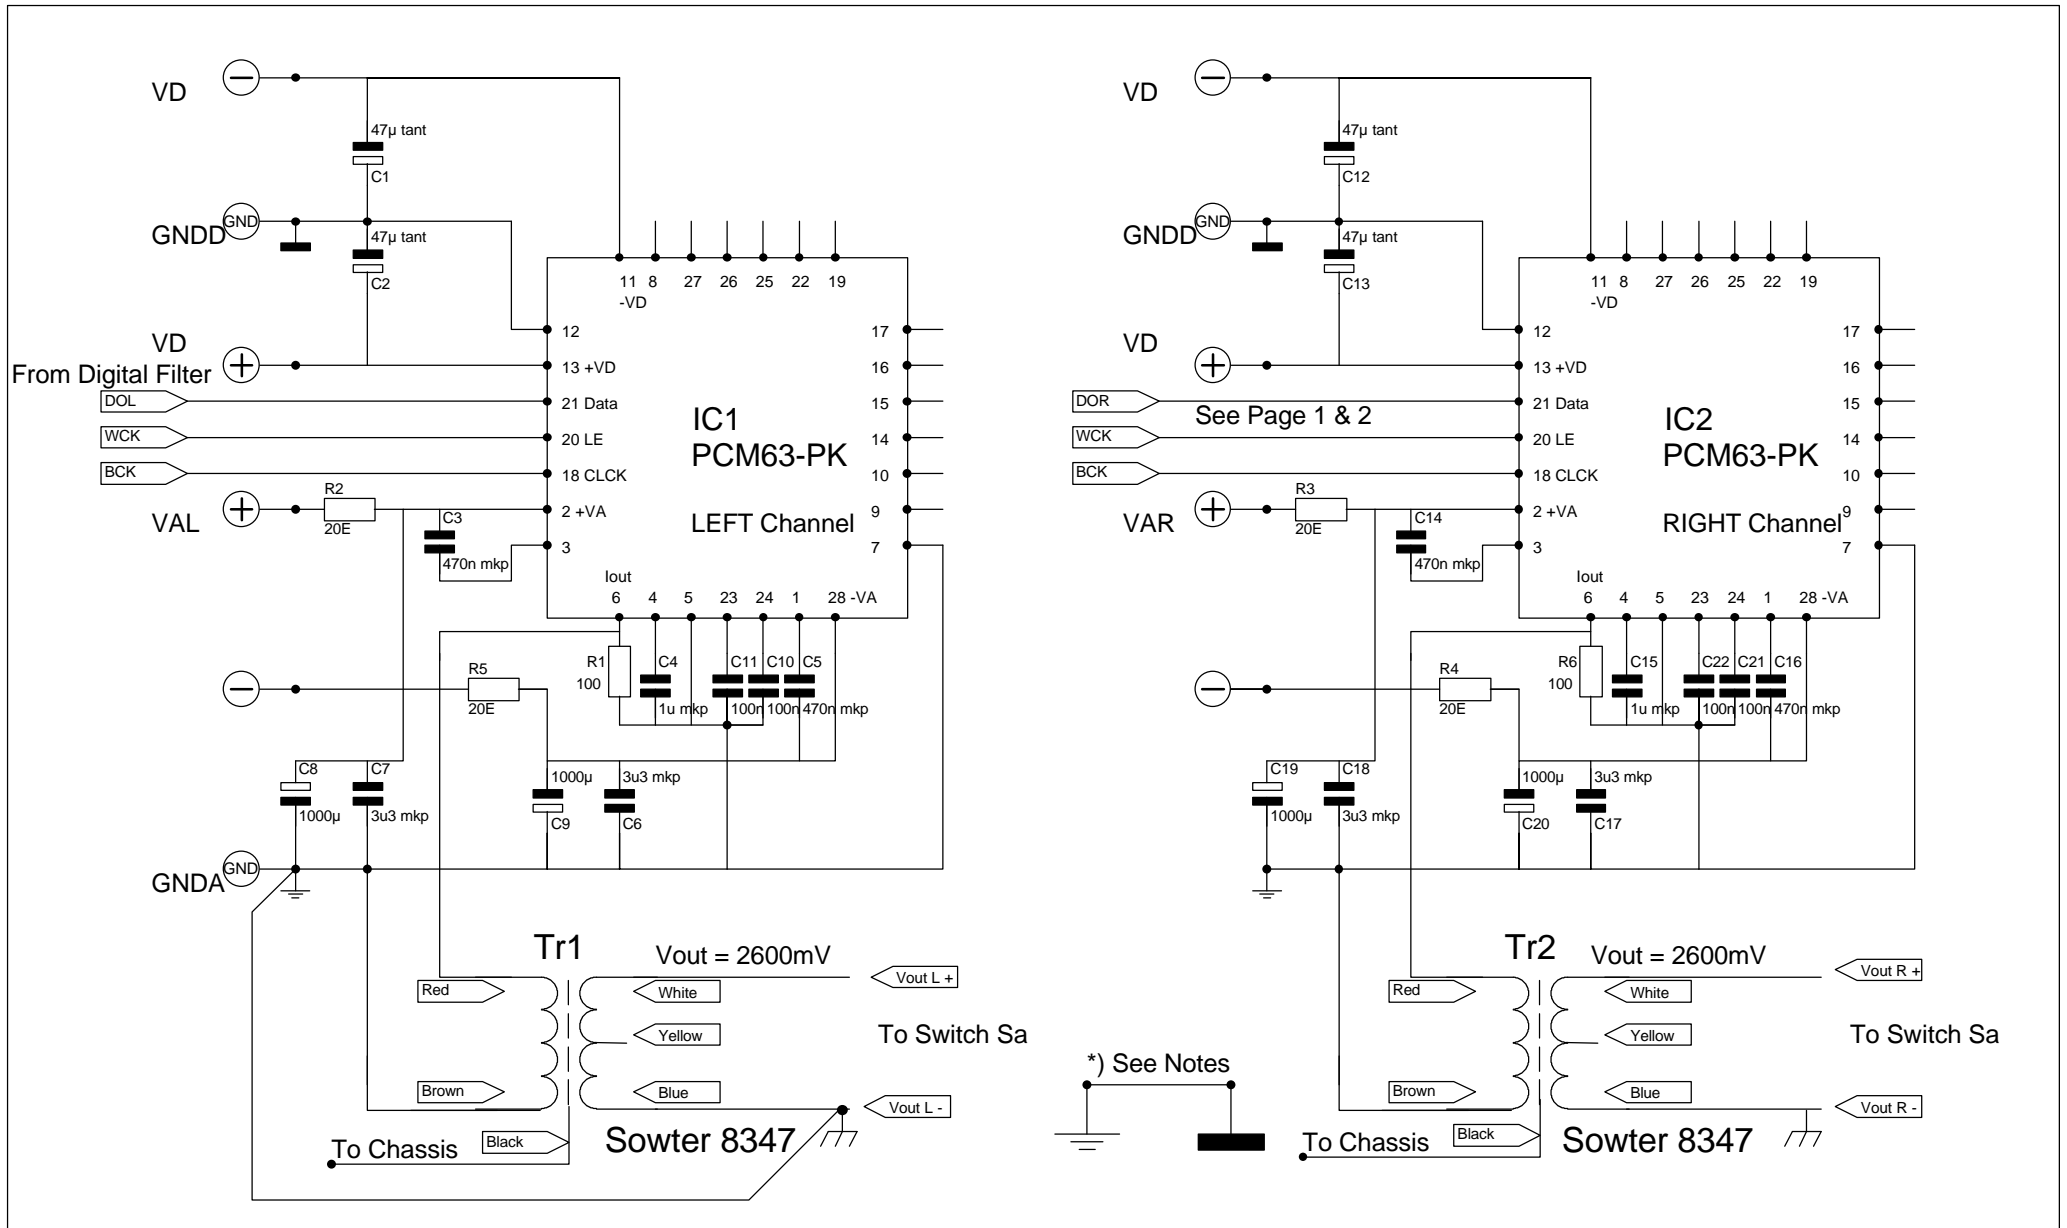 VD
47µ tant
C1
GNDD
GND
47µ tant
C2
11 8 27 26 25 22 19
-VD
12
17
VD
13 +VD
16
From Digital Filter
DOL
21 Data
15
WCK
20 LE
14
IC1
PCM63-PK
BCK
18 CLCK
10
VAL
R2
20E
C3
470n mkp
2 +VA
9
LEFT Channel
3
7
Iout
6 4 5 23 24 1 28 -VA
R5
20E
R1
100
C4
1u mkp
C11
100n
C10
100n
C5
470n mkp
C8
1000µ
C7
3u3 mkp
1000µ
C9
3u3 mkp
C6
GNDA
GND
Tr1
Vout = 2600mV
Vout L +
Red
White
Yellow
To Switch Sa
Brown
Blue
Vout L -
Black
To Chassis
Sowter 8347
VD
47µ tant
C12
GNDD
GND
47µ tant
C13
11 8 27 26 25 22 19
-VD
12
17
VD
13 +VD
16
DOR
See Page 1 & 2
21 Data
15
WCK
20 LE
14
IC2
PCM63-PK
BCK
18 CLCK
10
VAR
R3
20E
C14
470n mkp
2 +VA
9
RIGHT Channel
3
7
Iout
6 4 5 23 24 1 28 -VA
R4
20E
R6
100
C15
1u mkp
C22
100n
C21
100n
C16
470n mkp
C19
1000µ
C18
3u3 mkp
1000µ
C20
3u3 mkp
C17
Tr2
Vout = 2600mV
Vout R +
Red
White
Yellow
To Switch Sa
*) See Notes
Brown
Blue
Vout R -
Black
To Chassis
Sowter 8347